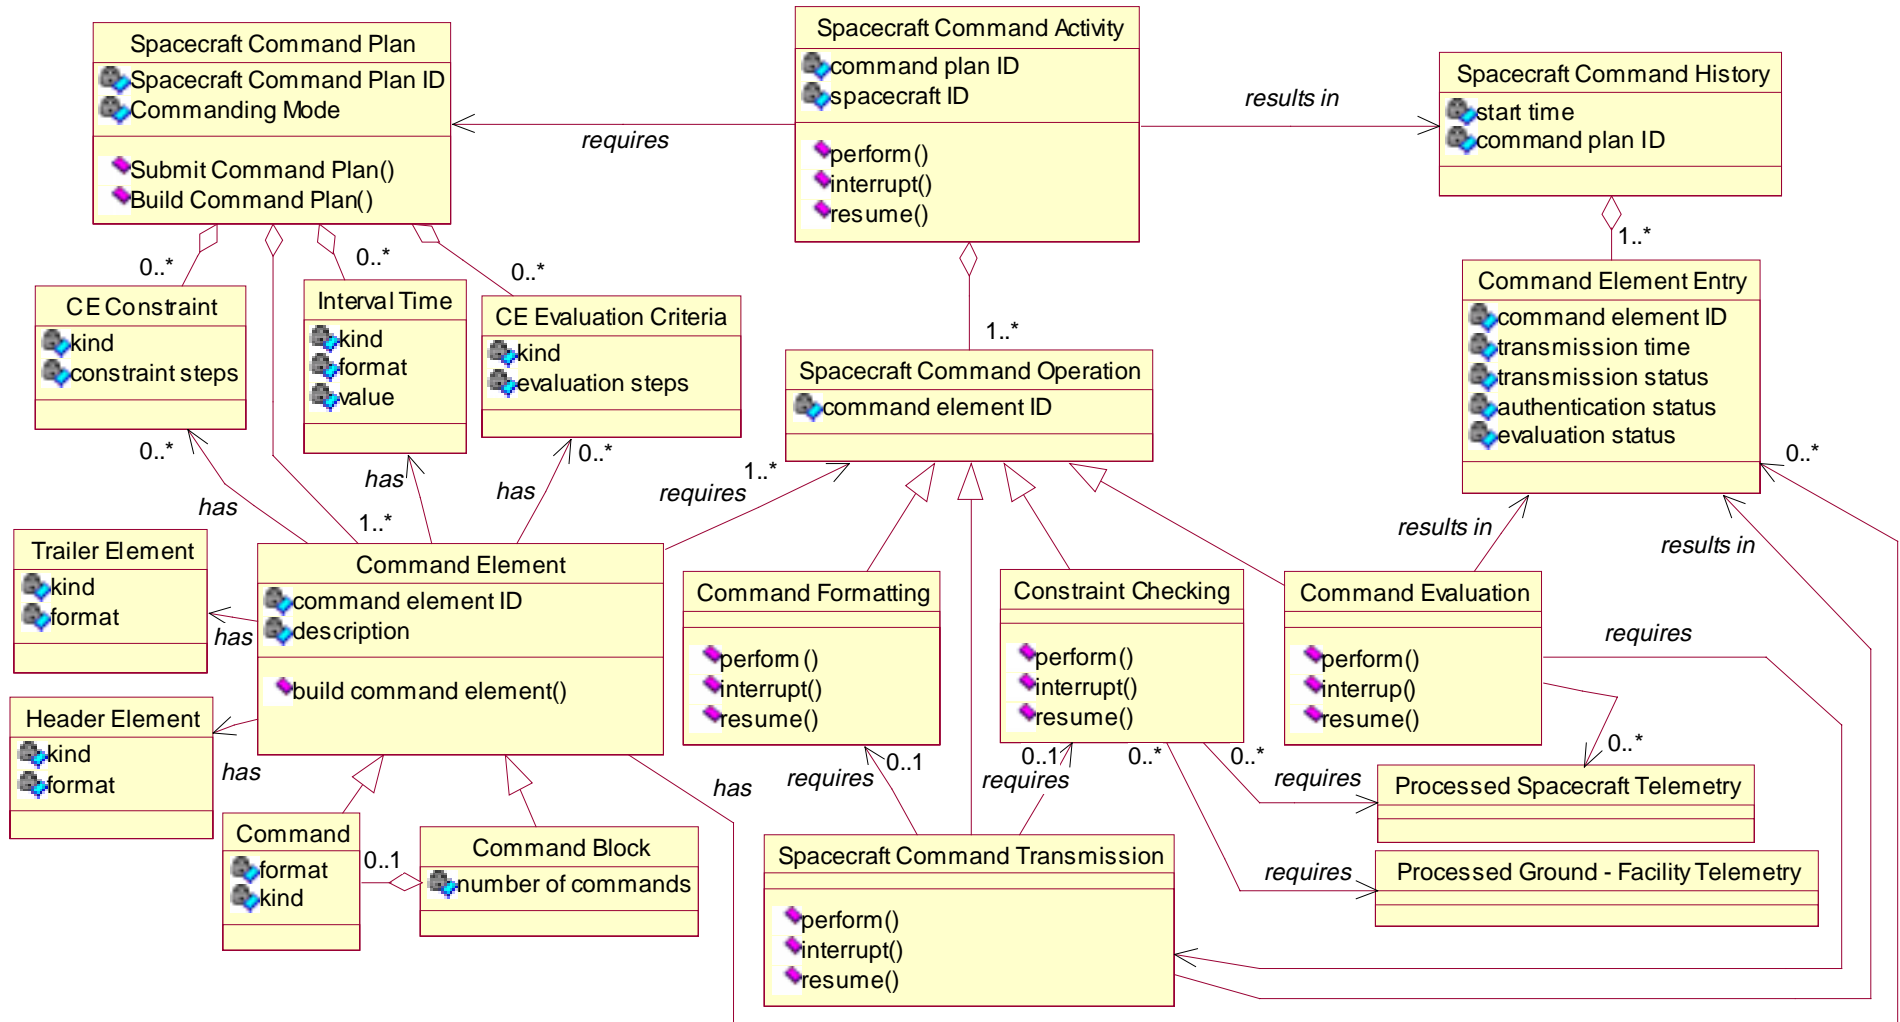 Spacecraft Command Plan
Spacecraft Command Plan ID
Commanding Mode
Submit Command Plan()
Build Command Plan()
requires
Spacecraft Command Activity
command plan ID
spacecraft ID
perform()
interrupt()
resume()
results in
Spacecraft Command History
start time
command plan ID
1..*
0..*
0..*
0..*
CE Constraint
kind
constraint steps
Interval Time
kind
format
value
CE Evaluation Criteria
kind
evaluation steps
1..*
Spacecraft Command Operation
command element ID
Command Element Entry
command element ID
transmission time
transmission status
authentication status
evaluation status
0..*
0..*
has
1..*
has
has
0..*
requires
1..*
results in
results in
Trailer Element
kind
format
has
Header Element
kind
format
has
Command Element
command element ID
description
build command element()
has
Command Formatting
perform()
interrupt()
resume()
Constraint Checking
perform()
interrupt()
resume()
Command Evaluation
perform()
interrup()
resume()
requires
0..*
requires
0..1
requires
0..1
0..*
0..*
requires
requires
Processed Spacecraft Telemetry
Processed Ground - Facility Telemetry
Command
format
kind
0..1
Command Block
number of commands
Spacecraft Command Transmission
perform()
interrupt()
resume()